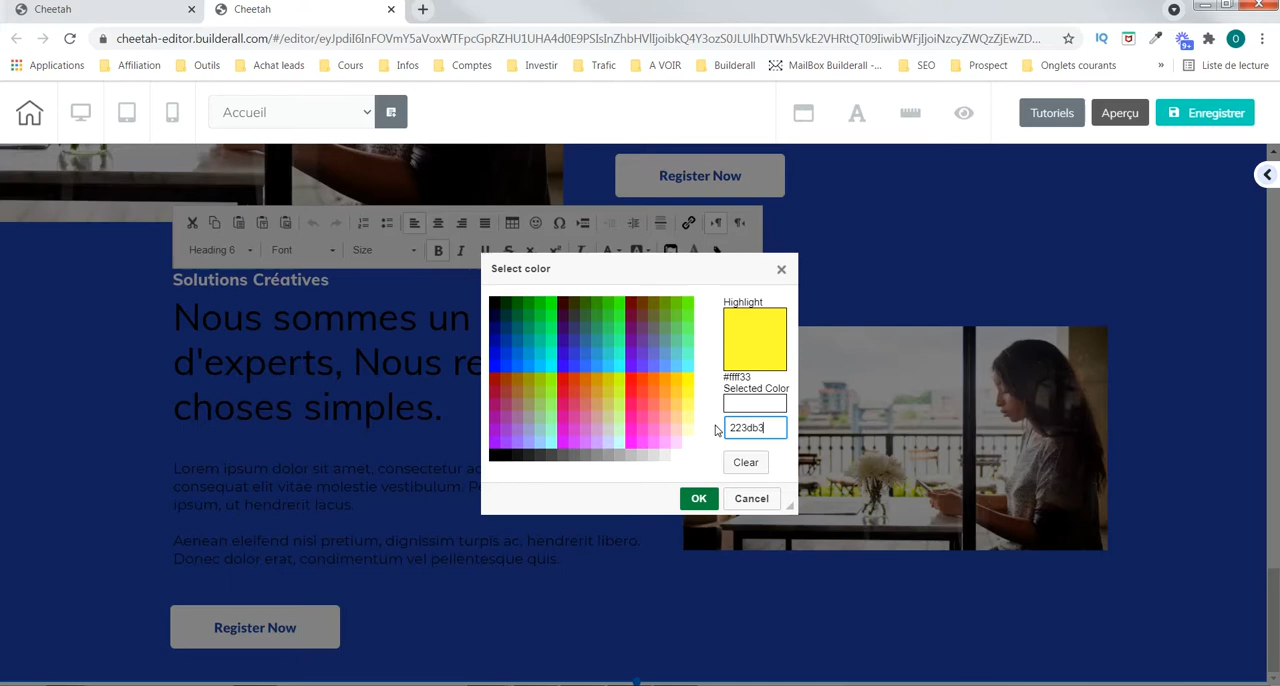 Cheetah
Cheetah
cheetah-editor.builderall.com/#/editor/eyJpdiI6InFOVmY5aVoxWTFpcGpRZHU1UHA4d0E9PSIsInZhbHVlIjoibkQ4Y3ozS0JLUlhDTWh5VkE2VHRtQT09IiwibWFjIjoiNzcyZWQzZjEwZD...
IQ
9+
O
Applications
Affiliation
Outils
Achat leads
Cours
Infos
Comptes
Investir
Trafic
A VOIR
Builderall
MailBox Builderall -...
SEO
Prospect
Onglets courants
»
Liste de lecture
Accueil
Tutoriels
Aperçu
Enregistrer
Register Now
Heading 6
Font
Size
B
I
U
S
Solutions Créatives
Nous sommes un
d'experts, Nous
choses simples.
Lorem ipsum dolor sit amet, consectetur
consequat elit vitae molestie vestibulum.
ipsum, ut hendrerit lacus.
Aenean eleifend nisl pretium, dignissim turpis ac, hendrerit libero.
Donec dolor erat, condimentum vel pellentesque quis.
Register Now
Select color
Highlight
#ffff33
Selected Color
223db3
Clear
OK
Cancel